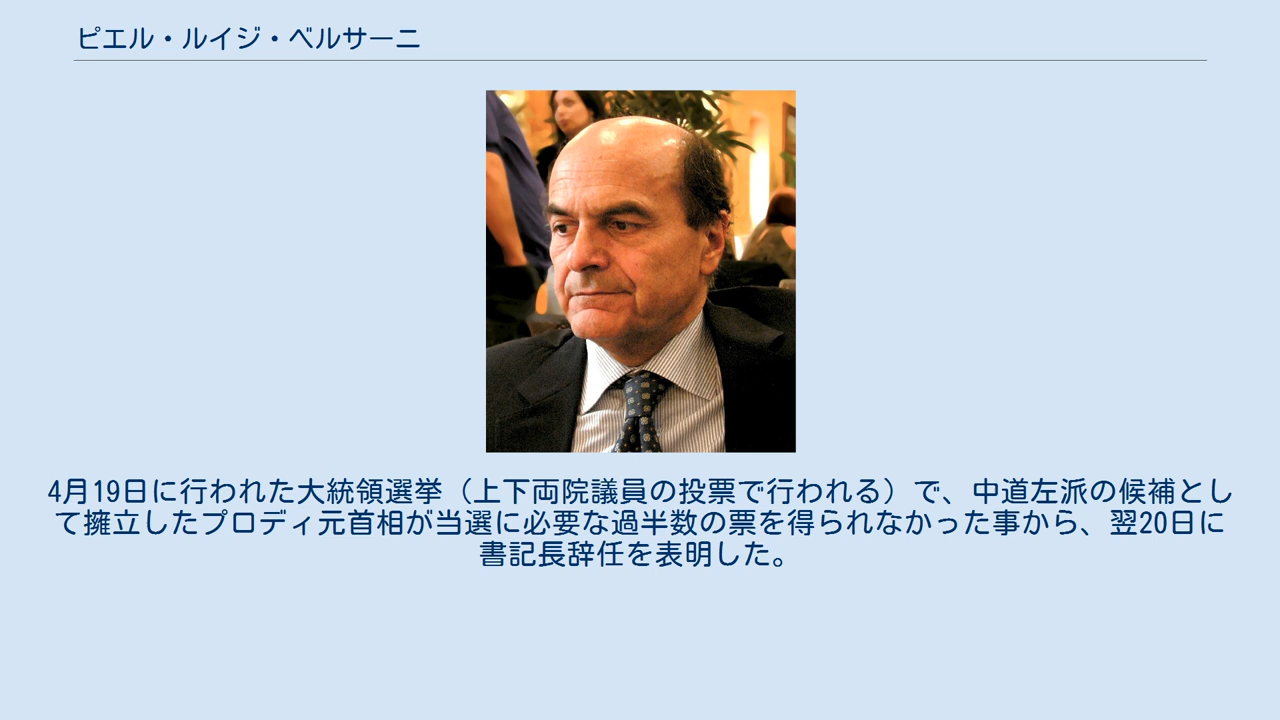 ピエル・ルイジ・ベルサーニ
4月19日に行われた大統領選挙（上下両院議員の投票で行われる）で、中道左派の候補とし
て擁立したプロディ元首相が当選に必要な過半数の票を得られなかった事から、翌20日に
書記長辞任を表明した。